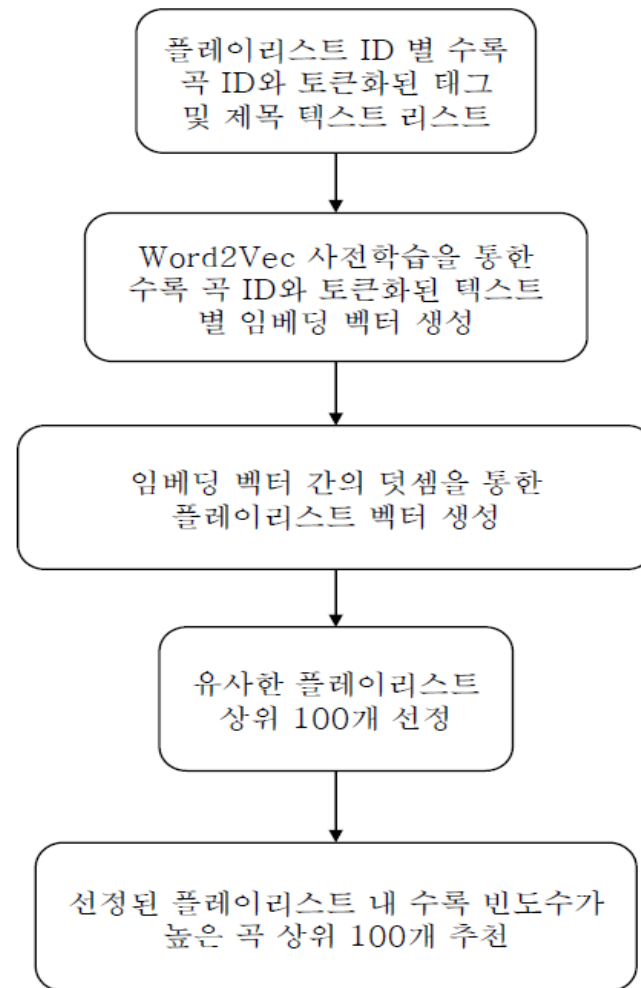 플레이리스트 ID 별 수록
곡 ID와 토큰화된 태그
및 제목 텍스트 리스트
Word2Vec 사전학습을 통한
수록 곡 ID와 토큰화된 텍스트
별 임베딩 벡터 생성
임베딩 벡터 간의 덧셈을 통한
플레이리스트 벡터 생성
유사한 플레이리스트
상위 100개 선정
선정된 플레이리스트 내 수록 빈도수가
높은 곡 상위 100개 추천